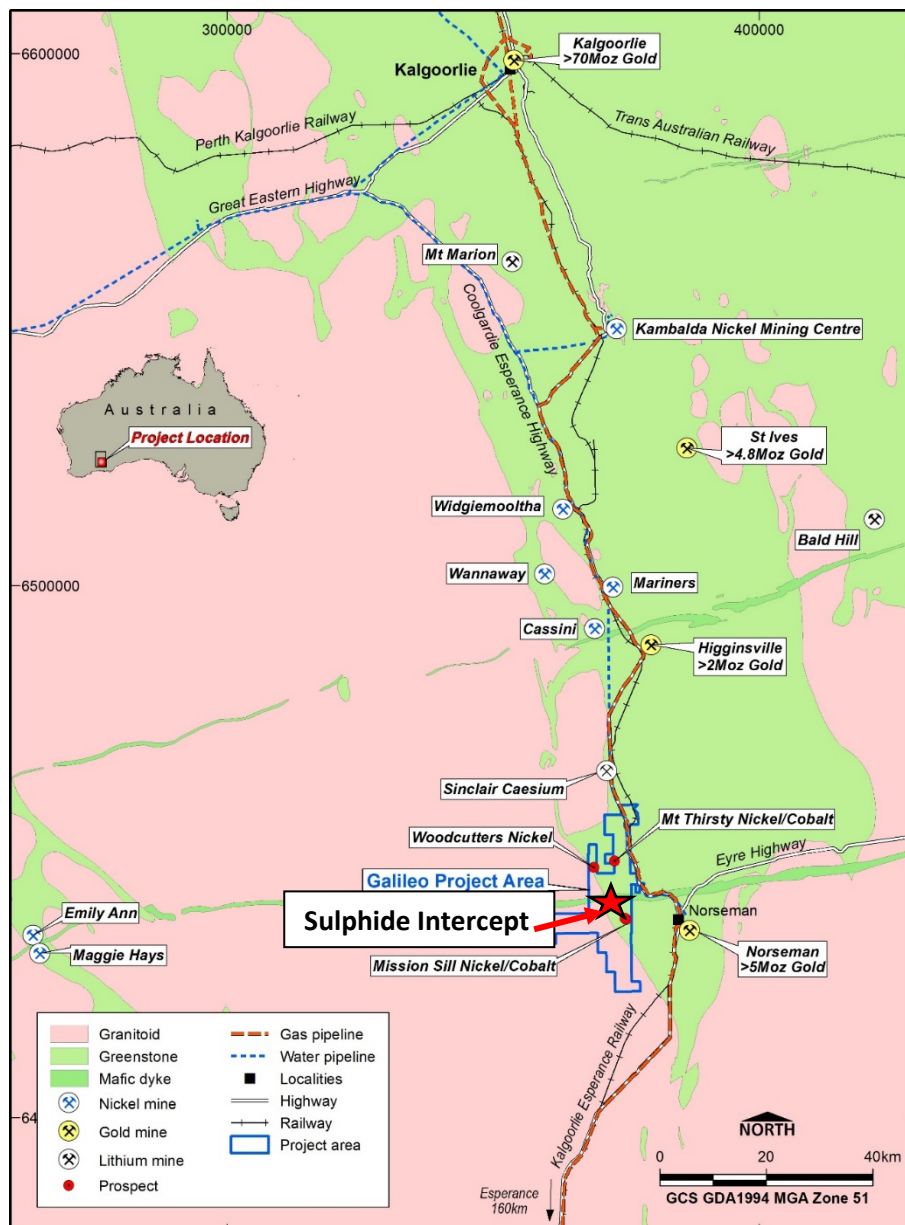 300000
400000
6600000
Kalgoorlie
>70Moz Gold
Kalgoorlie
Perth Kalgoorlie Railway
Trans Australian Railway
Great Eastern Highway
Mt Marion
Coolgardie Esperance Highway
Kambalda Nickel Mining Centre
Australia
Project Location
St Ives
>4.8Moz Gold
Widgiemooltha
Bald Hill
Wannaway
6500000
Mariners
Cassini
Higginsville
>2Moz Gold
Sinclair Caesium
Mt Thirsty Nickel/Cobalt
Woodcutters Nickel
Eyre Highway
Galileo Project Area
Emily Ann
Sulphide Intercept
Norseman
Maggie Hays
Mission Sill Nickel/Cobalt
Norseman
>5Moz Gold
Kalgoorlie Esperance Railway
Granitoid
Greenstone
Mafic dyke
Nickel mine
Gold mine
Lithium mine
Prospect
Gas pipeline
Water pipeline
Localities
Highway
Railway
Project area
64
NORTH
0 20 40km
GCS GDA1994 MGA Zone 51
Esperance
160km